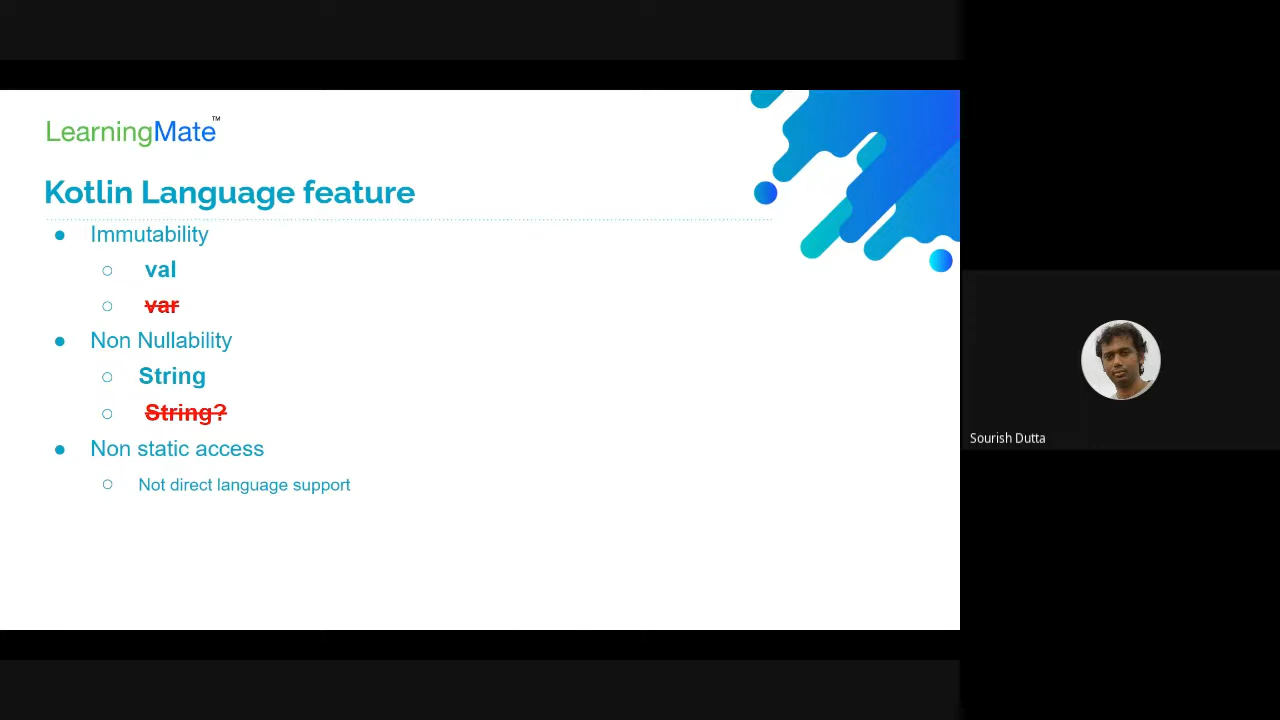 LearningMate™
Kotlin Language feature
● Immutability
○ val
○ var
● Non Nullability
○ String
○ String?
● Non static access
○ Not direct language support
Sourish Dutta